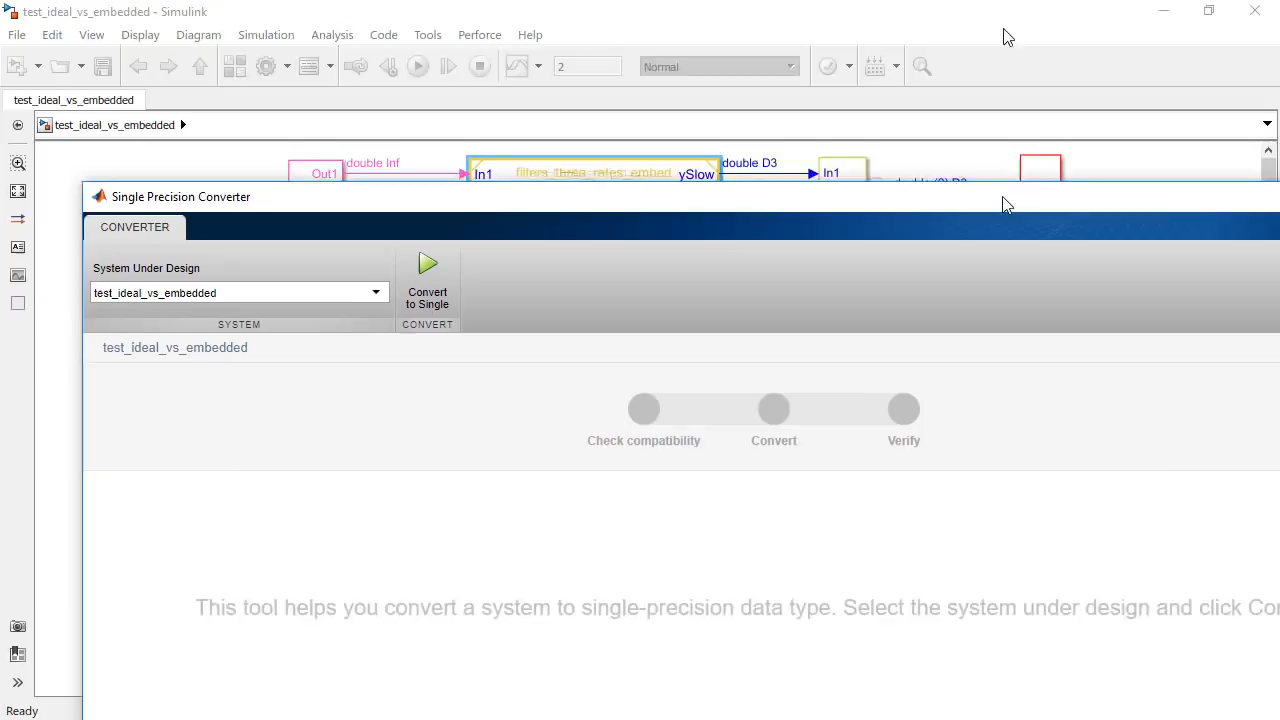 test_ideal_vs_embedded - Simulink
File Edit View Display Diagram Simulation Analysis Code Tools Perforce Help
2 Normal
test_ideal_vs_embedded
test_ideal_vs_embedded
Out1 double Inf In1 filters_three_rates_embed ySlow double D3 In1
Single Precision Converter
CONVERTER
System Under Design
test_ideal_vs_embedded
Convert
to Single
SYSTEM CONVERT
test_ideal_vs_embedded
Check compatibility Convert Verify
This tool helps you convert a system to single-precision data type. Select the system under design and click
Ready